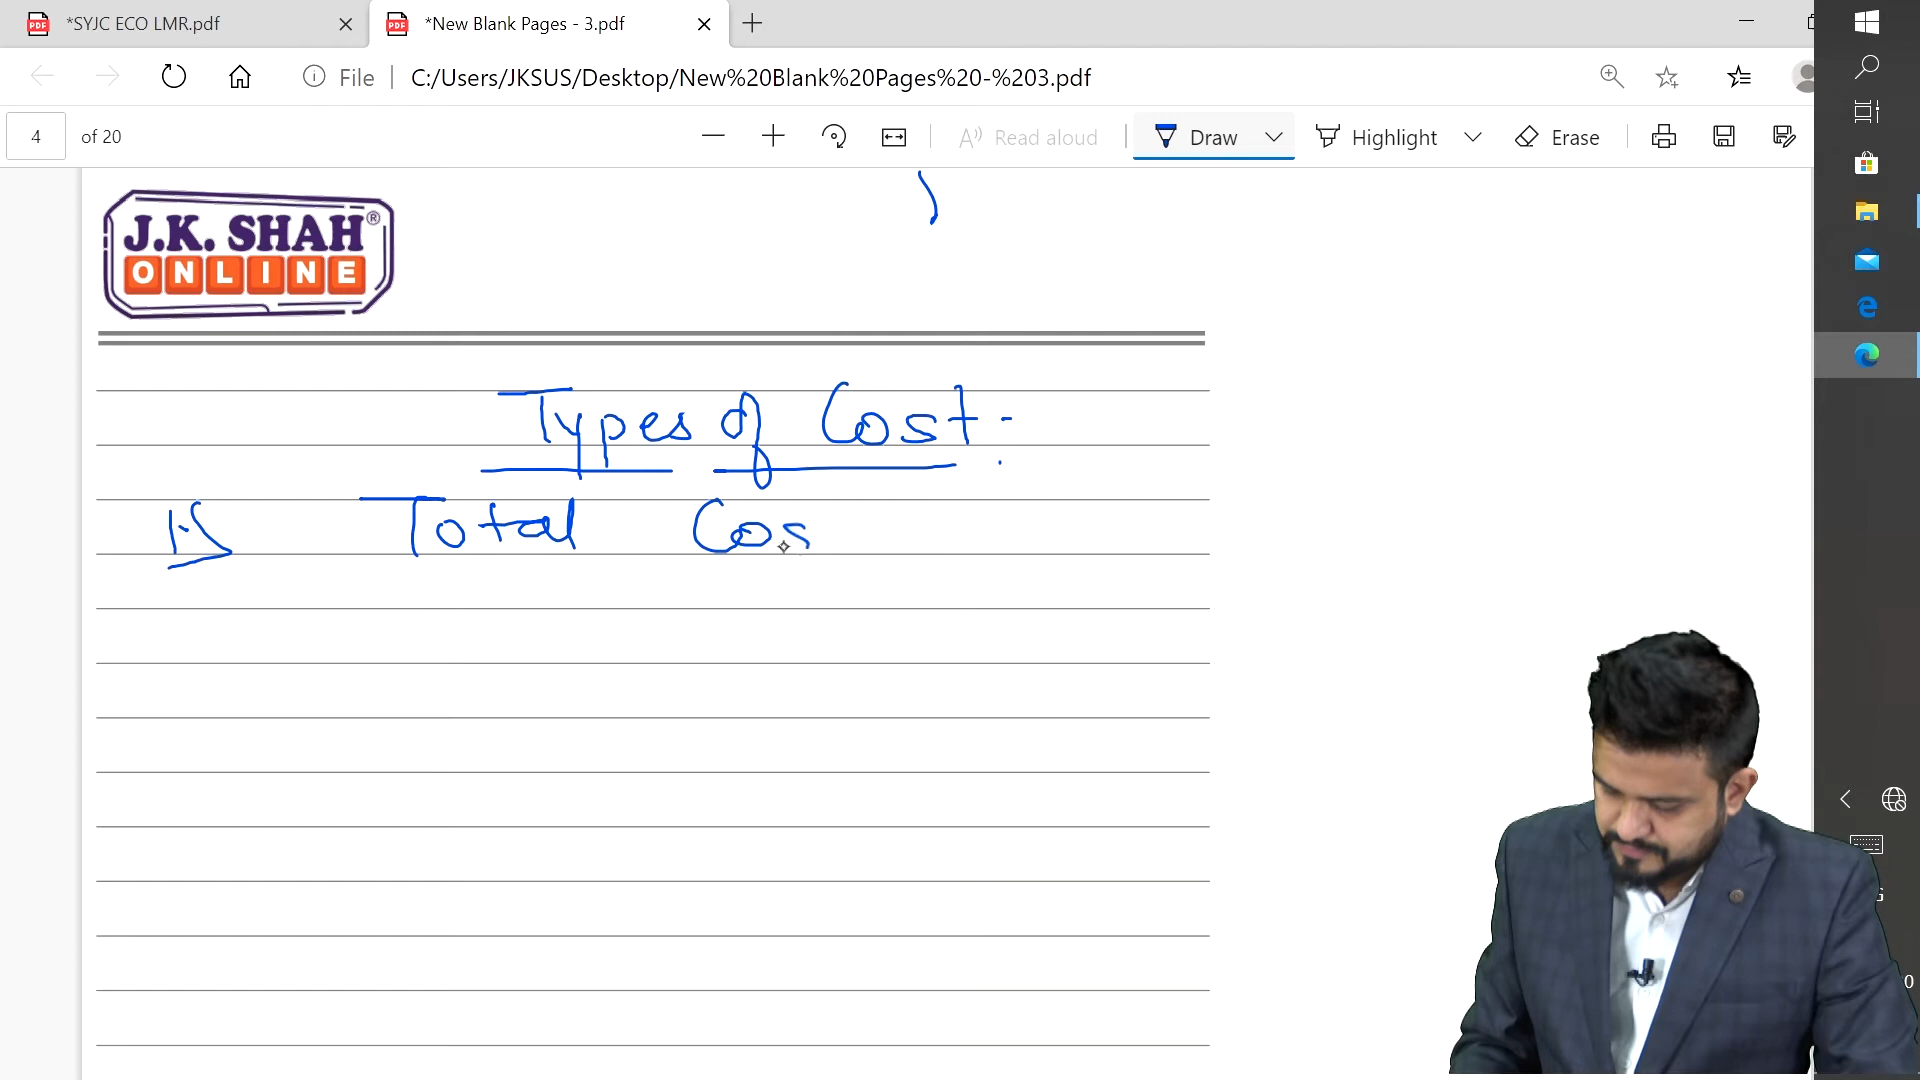 *SYJC ECO LMR.pdf
*New Blank Pages - 3.pdf
File
C:/Users/JKSUS/Desktop/New%20Blank%20Pages%20-%203.pdf
4 of 20
Read aloud
Draw
Highlight
Erase
J.K. SHAH®
ONLINE
Types of Cost :-
1) Total Cos